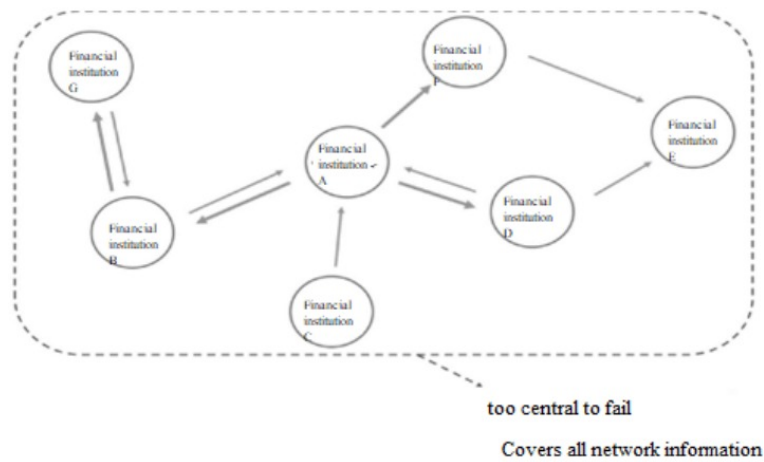 Financial
institution
G
Financial
institution
F
Financial
institution
E
Financial
institution
A
Financial
institution
D
Financial
institution
B
Financial
institution
C
too central to fail
Covers all network information